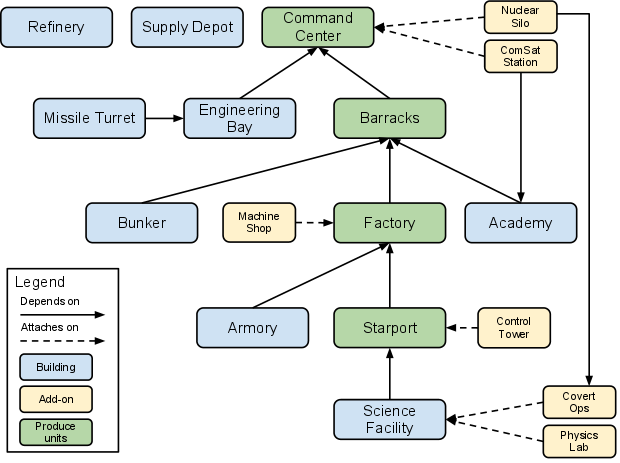 Refinery
Supply Depot
Command
Center
Nuclear
Silo
ComSat
Station
Missile Turret
Engineering
Bay
Barracks
Bunker
Machine
Shop
Factory
Academy
Legend
Depends on
Attaches on
Building
Add-on
Produce
units
Armory
Starport
Control
Tower
Science
Facility
Covert
Ops
Physics
Lab